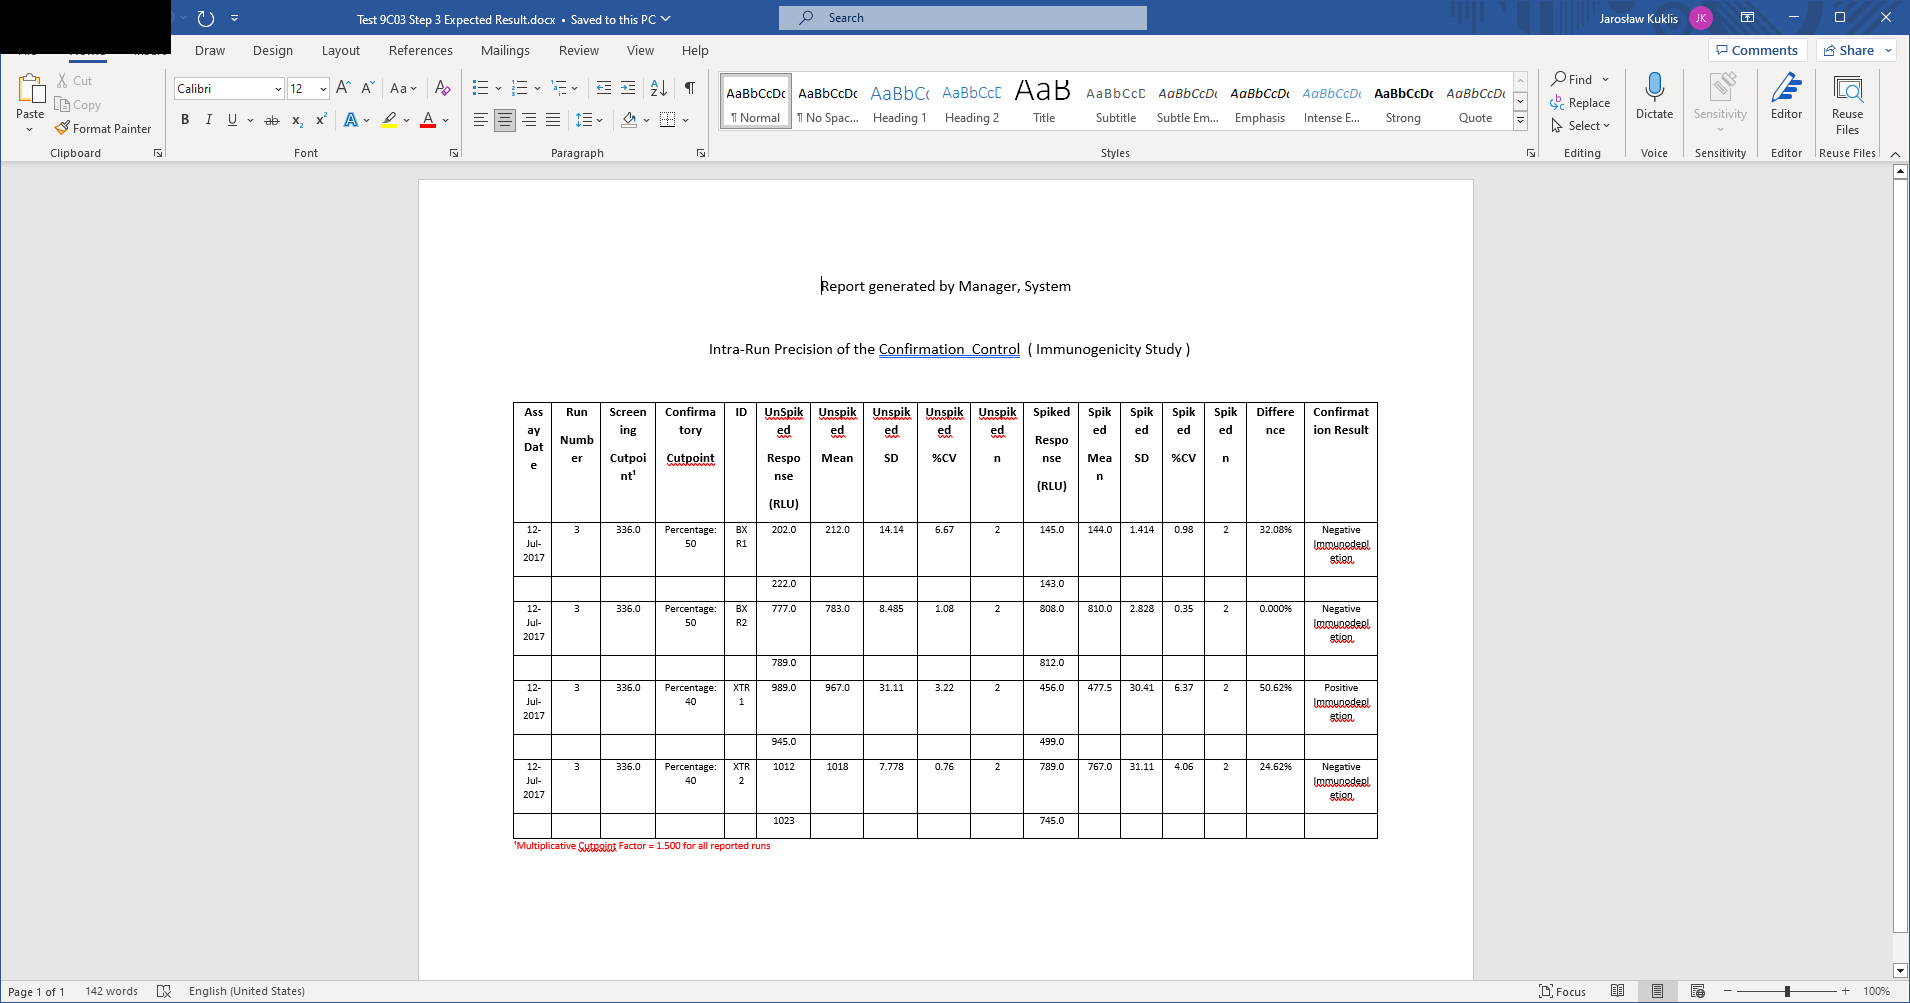 Test 9C03 Step 3 Expected Result.docx • Saved to this PC
Search
Jarosław Kuklis
JK
Draw Design Layout References Mailings Review View Help
Comments
Share
Paste
Cut
Copy
Format Painter
Clipboard
Calibri
12
Aa
B I U ab x₂ x² A A
Font
Paragraph
AaBbCcDc AaBbCcDc AaBbCc AaBbCcD AaB AaBbCcD AaBbCcDc AaBbCcDc AaBbCcDc AaBbCcDc AaBbCcDc
¶ Normal ¶ No Spac... Heading 1 Heading 2 Title Subtitle Subtle Em... Emphasis Intense E... Strong Quote
Styles
Find
Replace
Select
Editing
Dictate
Voice
Sensitivity
Sensitivity
Editor
Editor
Reuse
Files
Reuse Files
Report generated by Manager, System
Intra-Run Precision of the Confirmation Control ( Immunogenicity Study )
Assay Date
Run Number
Screening Cutpoint¹
Confirmatory Cutpoint
ID
UnSpiked Response (RLU)
Unspiked Mean
Unspiked SD
Unspiked %CV
Unspiked n
Spiked Response (RLU)
Spiked Mean
Spiked SD
Spiked %CV
Spiked n
Difference
Confirmation Result
12-Jul-2017 3 336.0 Percentage: 50 BXR1 202.0 212.0 14.14 6.67 2 145.0 144.0 1.414 0.98 2 32.08% Negative Immunodepletion
222.0 143.0
12-Jul-2017 3 336.0 Percentage: 50 BXR2 777.0 783.0 8.485 1.08 2 808.0 810.0 2.828 0.35 2 0.000% Negative Immunodepletion
789.0 812.0
12-Jul-2017 3 336.0 Percentage: 40 XTR1 989.0 967.0 31.11 3.22 2 456.0 477.5 30.41 6.37 2 50.62% Positive Immunodepletion
945.0 499.0
12-Jul-2017 3 336.0 Percentage: 40 XTR2 1012 1018 7.778 0.76 2 789.0 767.0 31.11 4.06 2 24.62% Negative Immunodepletion
1023 745.0
¹Multiplicative Cutpoint Factor = 1.500 for all reported runs
Page 1 of 1 142 words English (United States)
Focus
100%